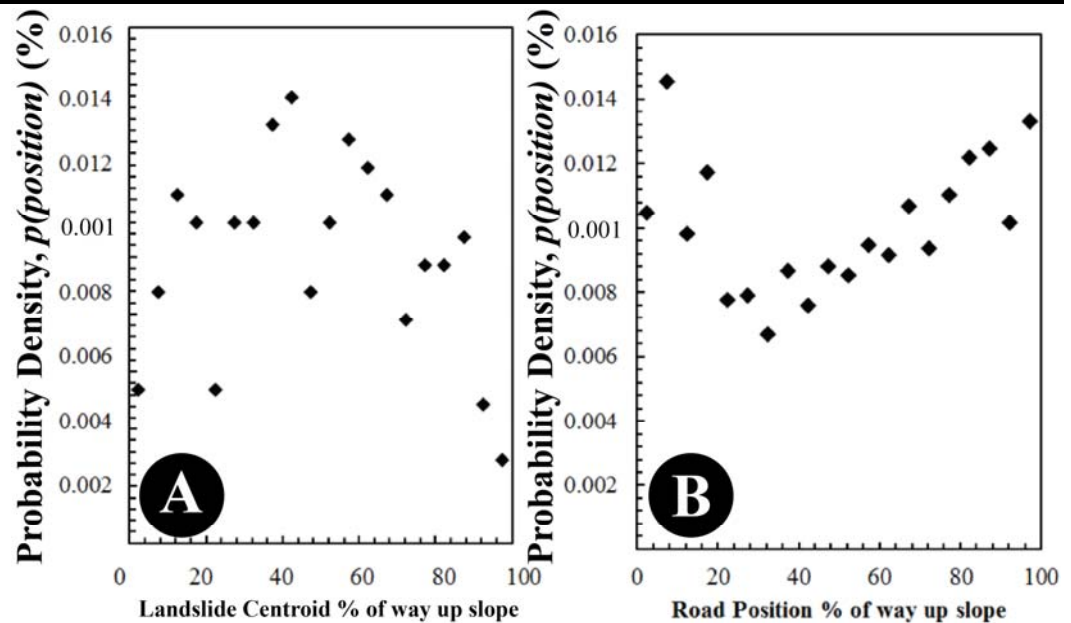 Probability Density, p(position) (%)
0.016
0.014
0.012
0.001
0.008
0.006
0.004
0.002
A
0 20 40 60 80 100
Landslide Centroid % of way up slope
Probability Density, p(position) (%)
0.016
0.014
0.012
0.001
0.008
0.006
0.004
0.002
B
0 20 40 60 80 100
Road Position % of way up slope